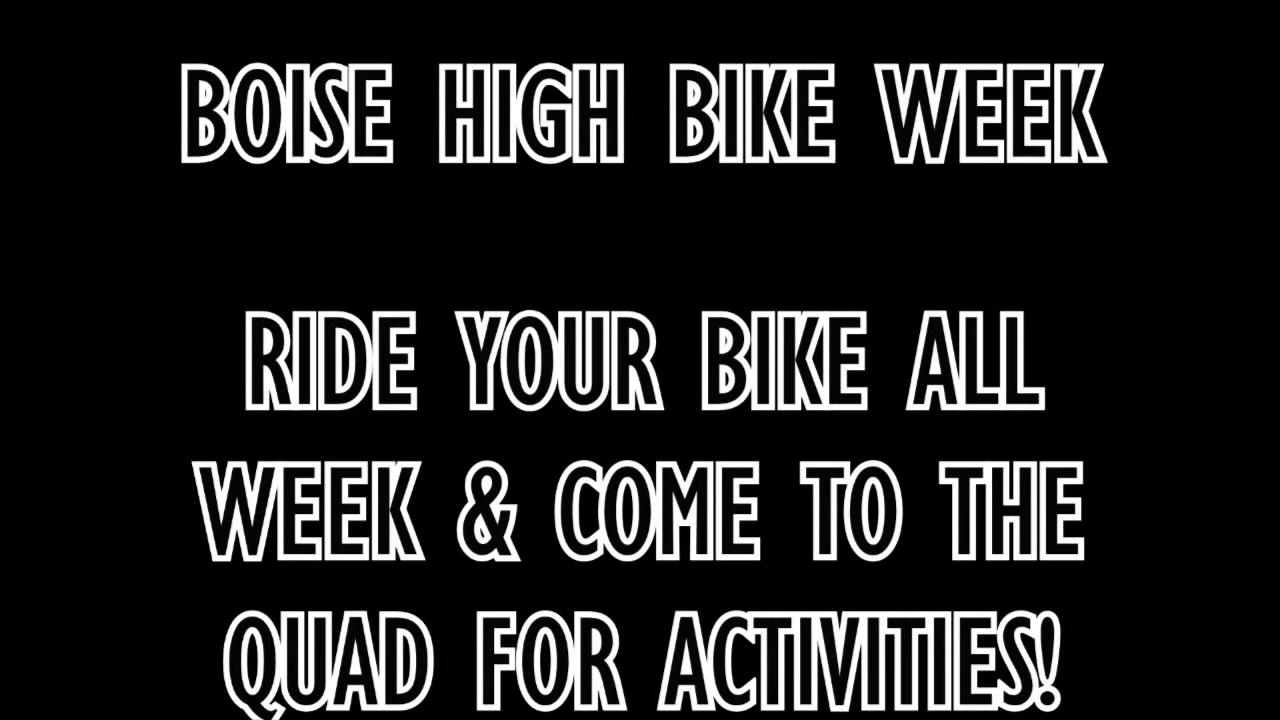 BOISE HIGH BIKE WEEK
RIDE YOUR BIKE ALL
WEEK & COME TO THE
QUAD FOR ACTIVITIES!